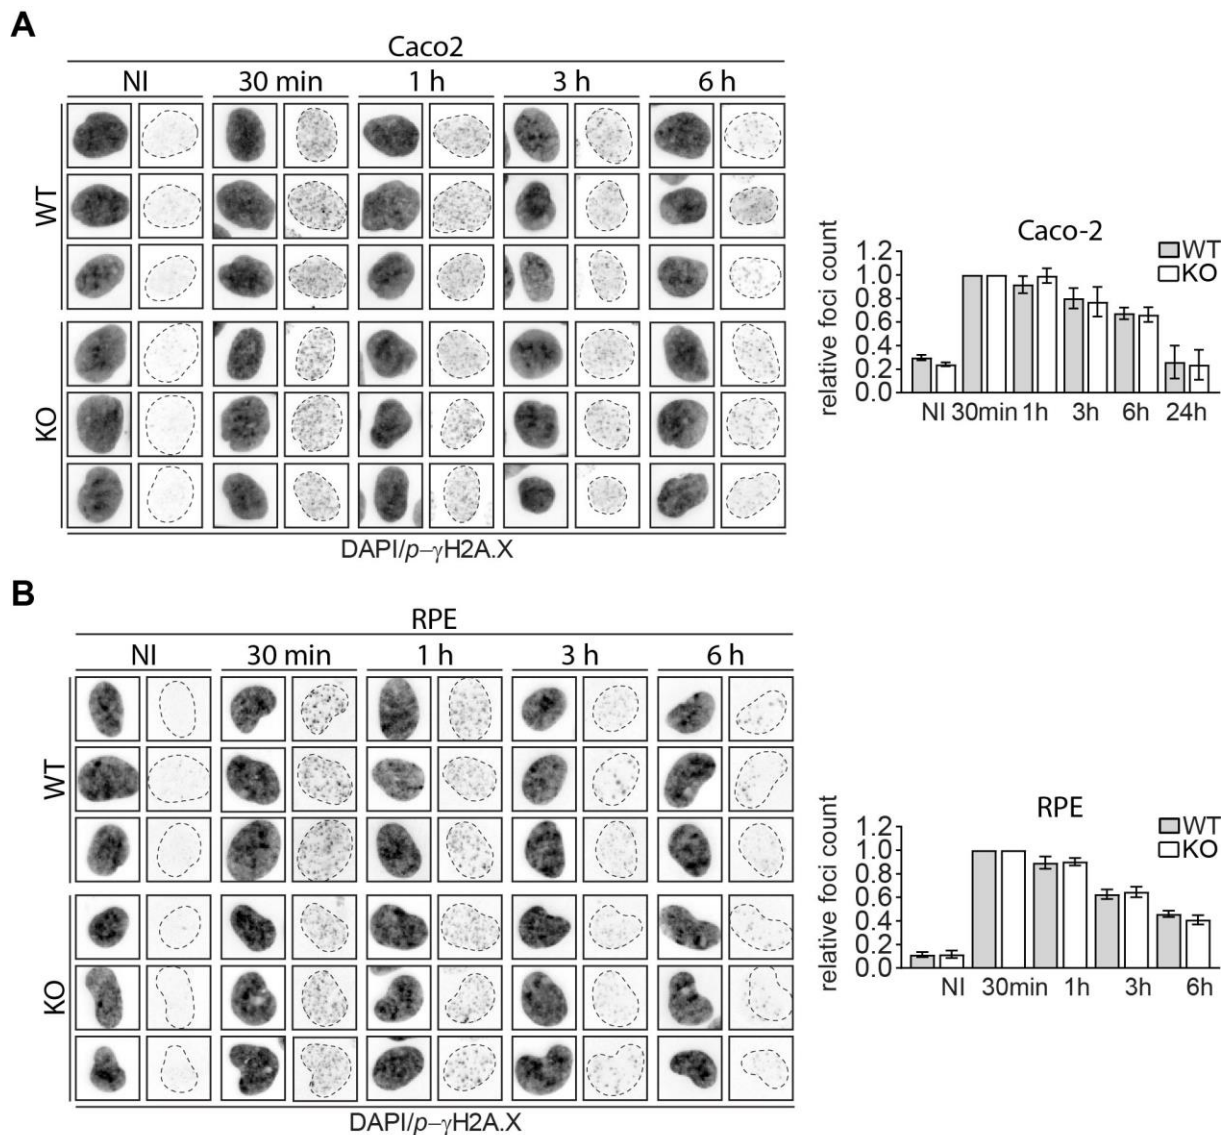 A
Caco2
NI 30 min 1 h 3 h 6 h
WT
KO
DAPI/p–γH2A.X
Caco-2
WT
KO
relative foci count
1.2
1.0
0.8
0.6
0.4
0.2
0.0
NI 30min 1h 3h 6h 24h
B
RPE
NI 30 min 1 h 3 h 6 h
WT
KO
DAPI/p–γH2A.X
RPE
WT
KO
relative foci count
1.2
1.0
0.8
0.6
0.4
0.2
0.0
NI 30min 1h 3h 6h